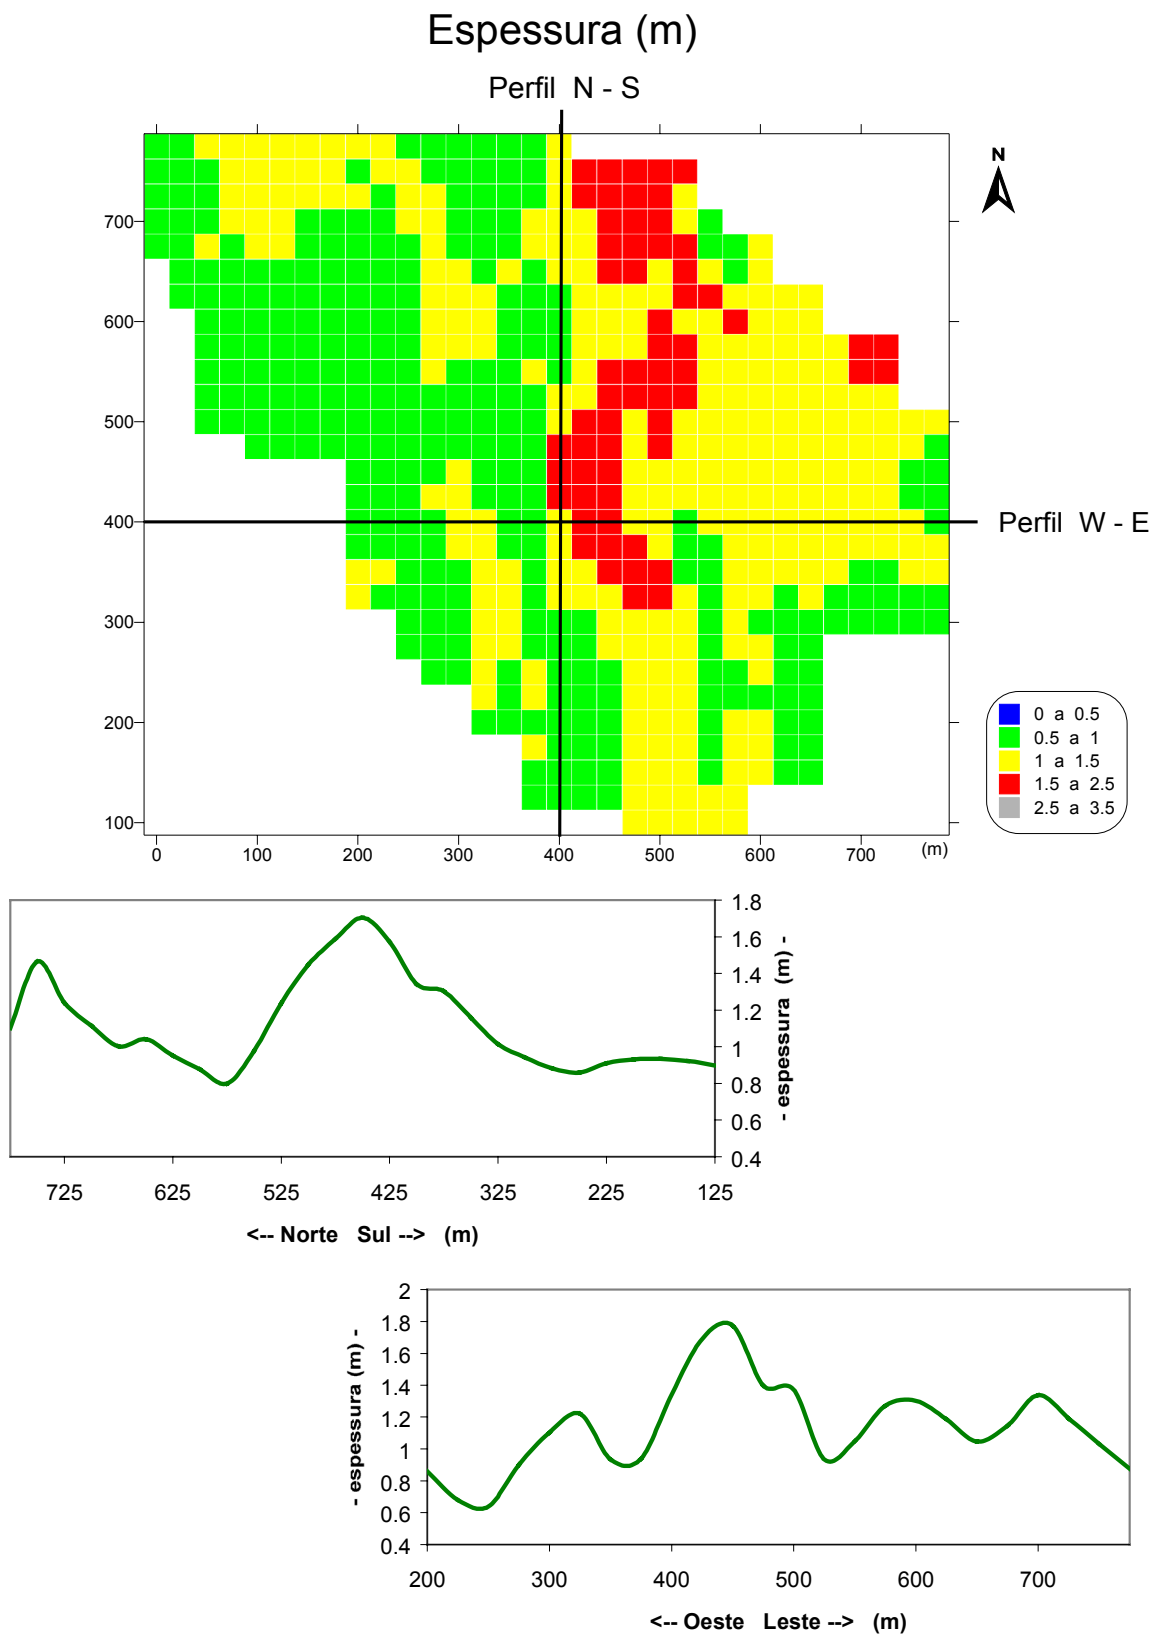 Espessura (m)
Perfil N - S
N
700
600
500
400
300
200
100
Perfil W - E
0 100 200 300 400 500 600 700 (m)
0 a 0.5
0.5 a 1
1 a 1.5
1.5 a 2.5
2.5 a 3.5
1.8
1.6
1.4
1.2
1
0.8
0.6
0.4
- espessura (m) -
725 625 525 425 325 225 125
<-- Norte Sul --> (m)
2
1.8
1.6
1.4
1.2
1
0.8
0.6
0.4
- espessura (m) -
200 300 400 500 600 700
<-- Oeste Leste --> (m)